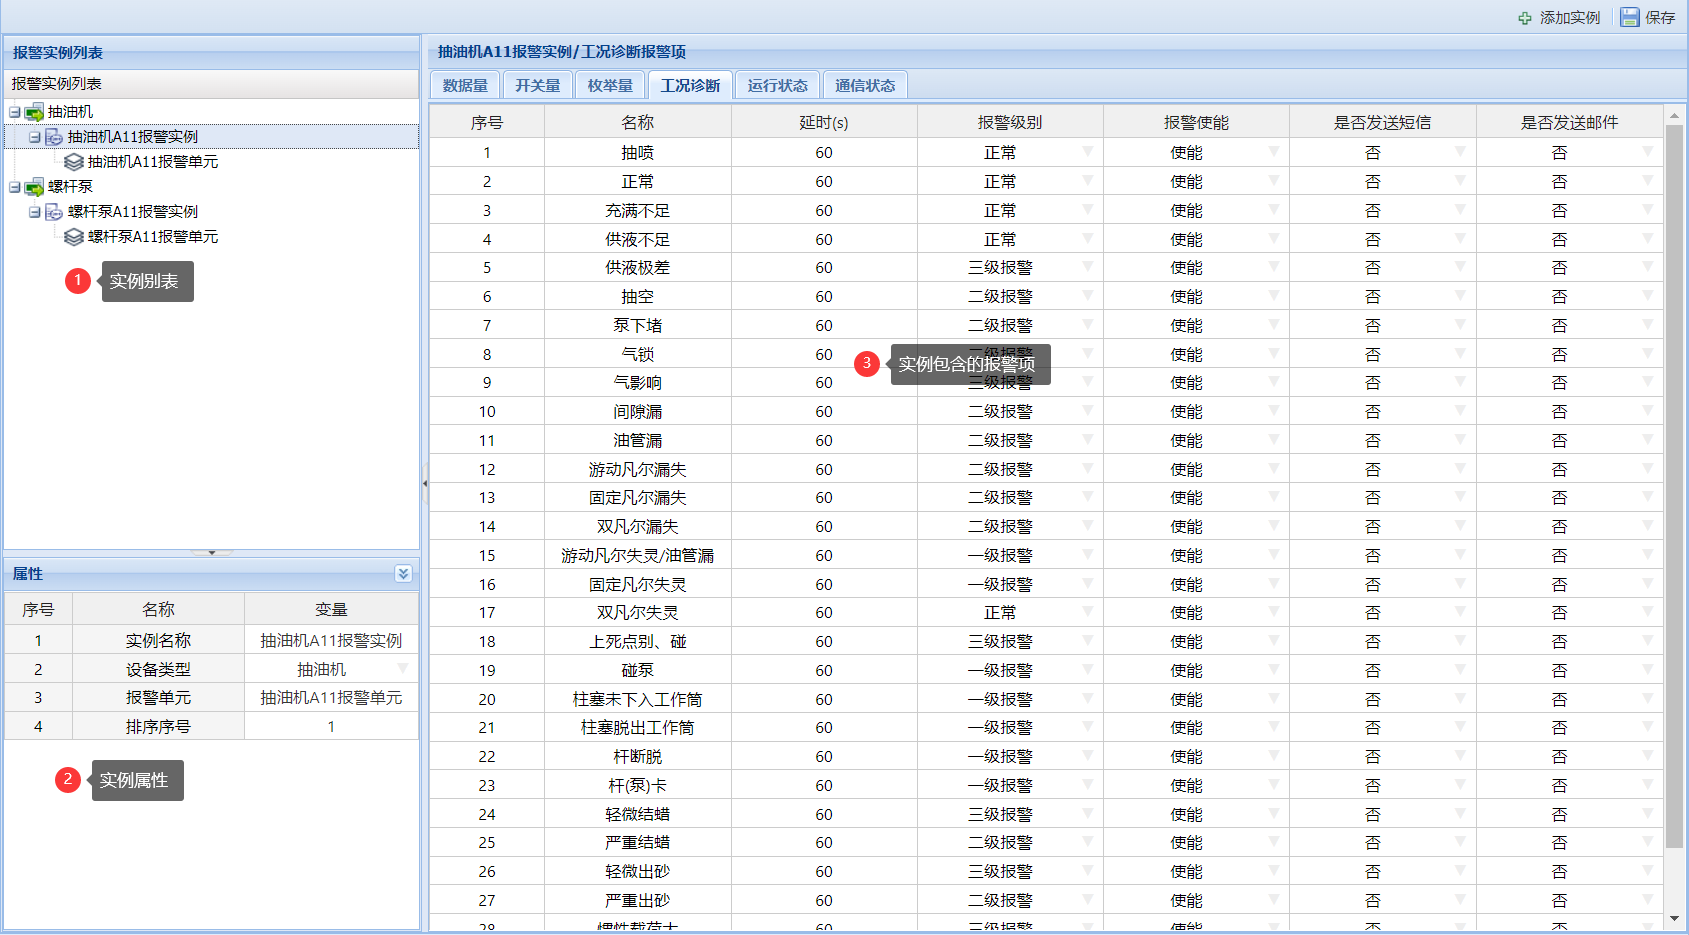 添加实例 保存
报警实例列表
报警实例列表
抽油机
抽油机A11报警实例
抽油机A11报警单元
螺杆泵
螺杆泵A11报警实例
螺杆泵A11报警单元
1 实例别表
属性
序号 名称 变量
1 实例名称 抽油机A11报警实例
2 设备类型 抽油机
3 报警单元 抽油机A11报警单元
4 排序序号 1
2 实例属性
抽油机A11报警实例/工况诊断报警项
数据量 开关量 枚举量 工况诊断 运行状态 通信状态
序号 名称 延时(s) 报警级别 报警使能 是否发送短信 是否发送邮件
1 抽喷 60 正常 使能 否 否
2 正常 60 正常 使能 否 否
3 充满不足 60 正常 使能 否 否
4 供液不足 60 正常 使能 否 否
5 供液极差 60 三级报警 使能 否 否
6 抽空 60 二级报警 使能 否 否
7 泵下堵 60 二级报警 使能 否 否
8 气锁 60 使能 否 否
3 实例包含的报警项
9 气影响 60 三级报警 使能 否 否
10 间隙漏 60 二级报警 使能 否 否
11 油管漏 60 二级报警 使能 否 否
12 游动凡尔漏失 60 二级报警 使能 否 否
13 固定凡尔漏失 60 二级报警 使能 否 否
14 双凡尔漏失 60 二级报警 使能 否 否
15 游动凡尔失灵/油管漏 60 一级报警 使能 否 否
16 固定凡尔失灵 60 一级报警 使能 否 否
17 双凡尔失灵 60 正常 使能 否 否
18 上死点别、碰 60 三级报警 使能 否 否
19 碰泵 60 一级报警 使能 否 否
20 柱塞未下入工作筒 60 一级报警 使能 否 否
21 柱塞脱出工作筒 60 一级报警 使能 否 否
22 杆断脱 60 一级报警 使能 否 否
23 杆(泵)卡 60 一级报警 使能 否 否
24 轻微结蜡 60 三级报警 使能 否 否
25 严重结蜡 60 二级报警 使能 否 否
26 轻微出砂 60 三级报警 使能 否 否
27 严重出砂 60 二级报警 使能 否 否
28 惯性载荷大 60 三级报警 使能 否 否